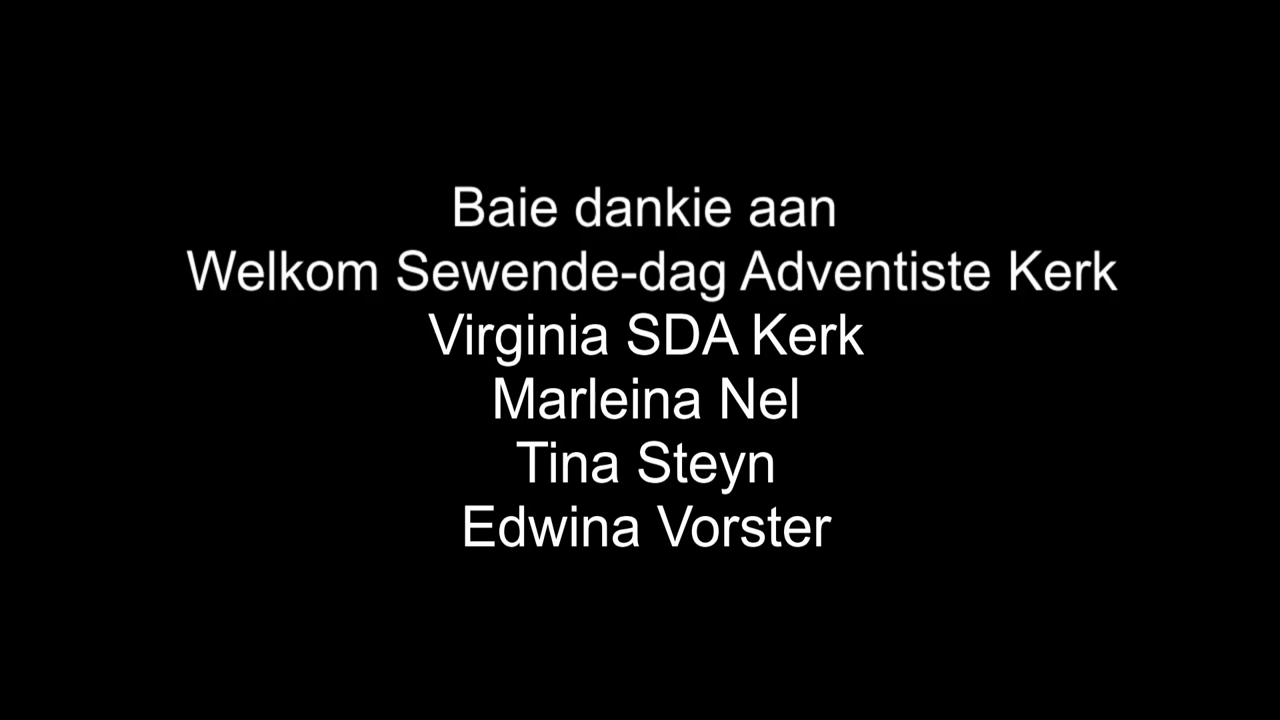 Baie dankie aan
Welkom Sewende-dag Adventiste Kerk
Virginia SDA Kerk
Marleina Nel
Tina Steyn
Edwina Vorster